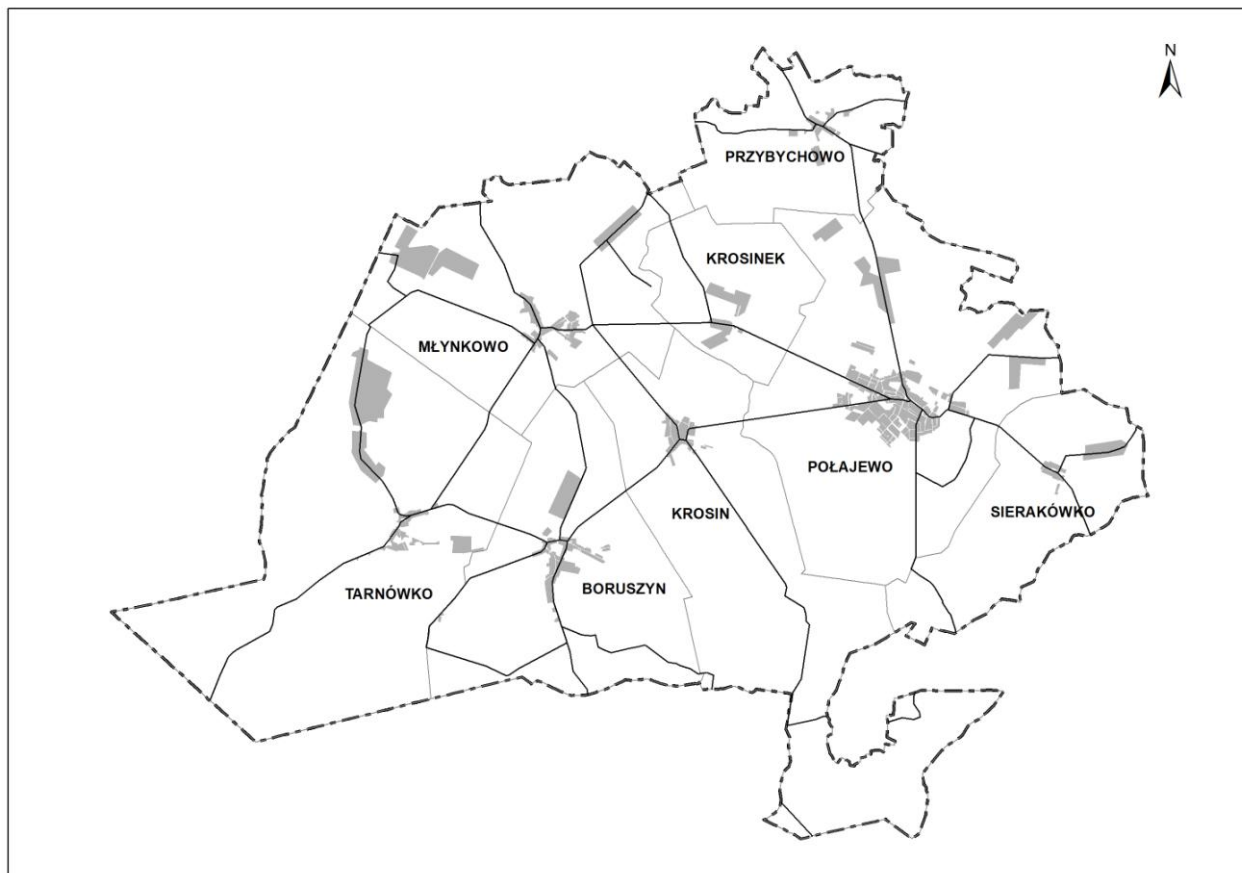 N
PRZYBYCHOWO
KROSINEK
MŁYNKOWO
POŁAJEWO
KROSIN
SIERAKÓWKO
TARNÓWKO
BORUSZYN